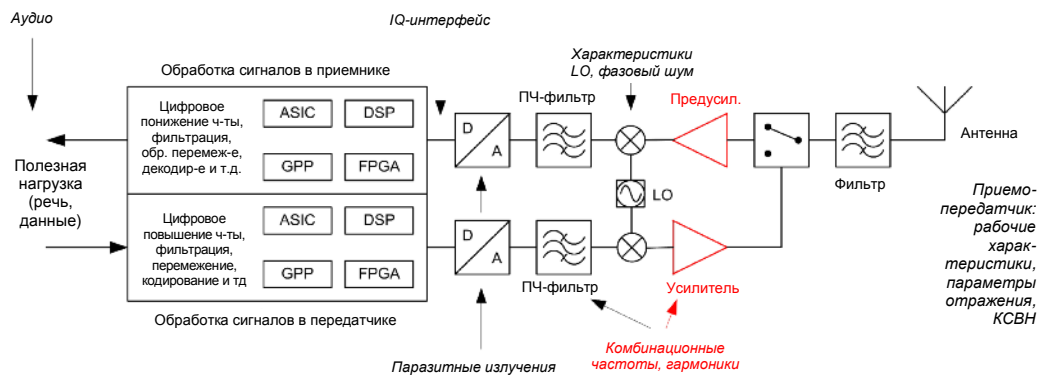 Аудио
IQ-интерфейс
Характеристики
LO, фазовый шум
Обработка сигналов в приемнике
Цифровое
понижение ч-ты,
фильтрация,
обр. перемеж-е,
декодир-е и т.д.
ASIC
DSP
GPP
FPGA
D
A
ПЧ-фильтр
Предусил.
Антенна
Фильтр
LO
Полезная
нагрузка
(речь,
данные)
Цифровое
повышение ч-ты,
фильтрация,
перемежение,
кодирование и тд
ASIC
DSP
GPP
FPGA
D
A
ПЧ-фильтр
Усилитель
Обработка сигналов в передатчике
Приемо-
передатчик:
рабочие
харак-
теристики,
параметры
отражения,
КСВН
Паразитные излучения
Комбинационные
частоты, гармоники